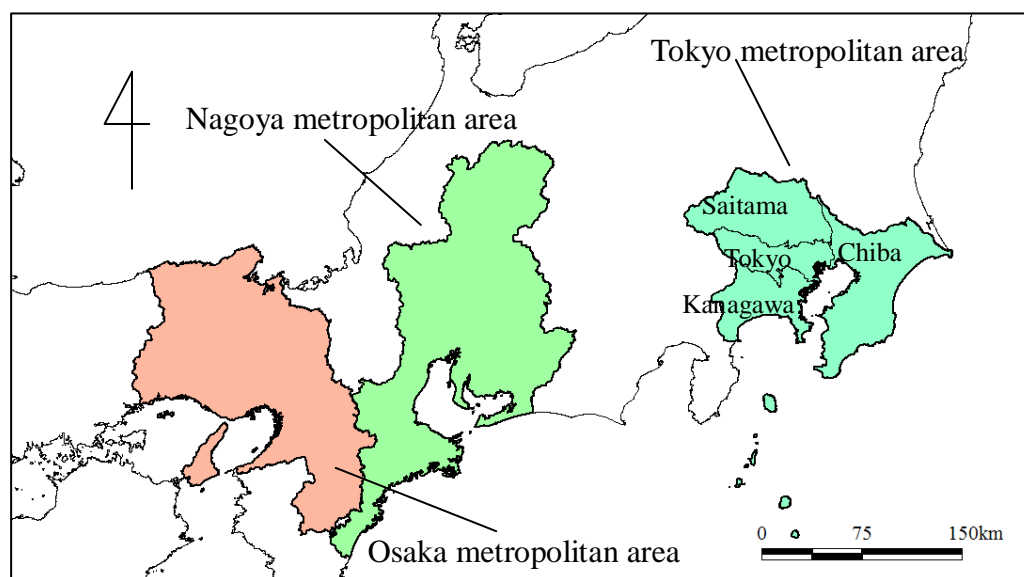 Tokyo metropolitan area
Nagoya metropolitan area
Saitama
Tokyo
Chiba
Kanagawa
Osaka metropolitan area
0 75 150km